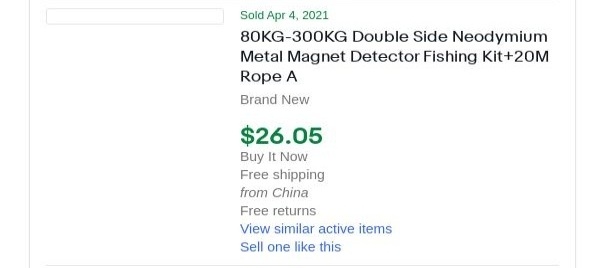 Sold Apr 4, 2021
80KG-300KG Double Side Neodymium
Metal Magnet Detector Fishing Kit+20M
Rope A
Brand New
$26.05
Buy It Now
Free shipping
from China
Free returns
View similar active items
Sell one like this